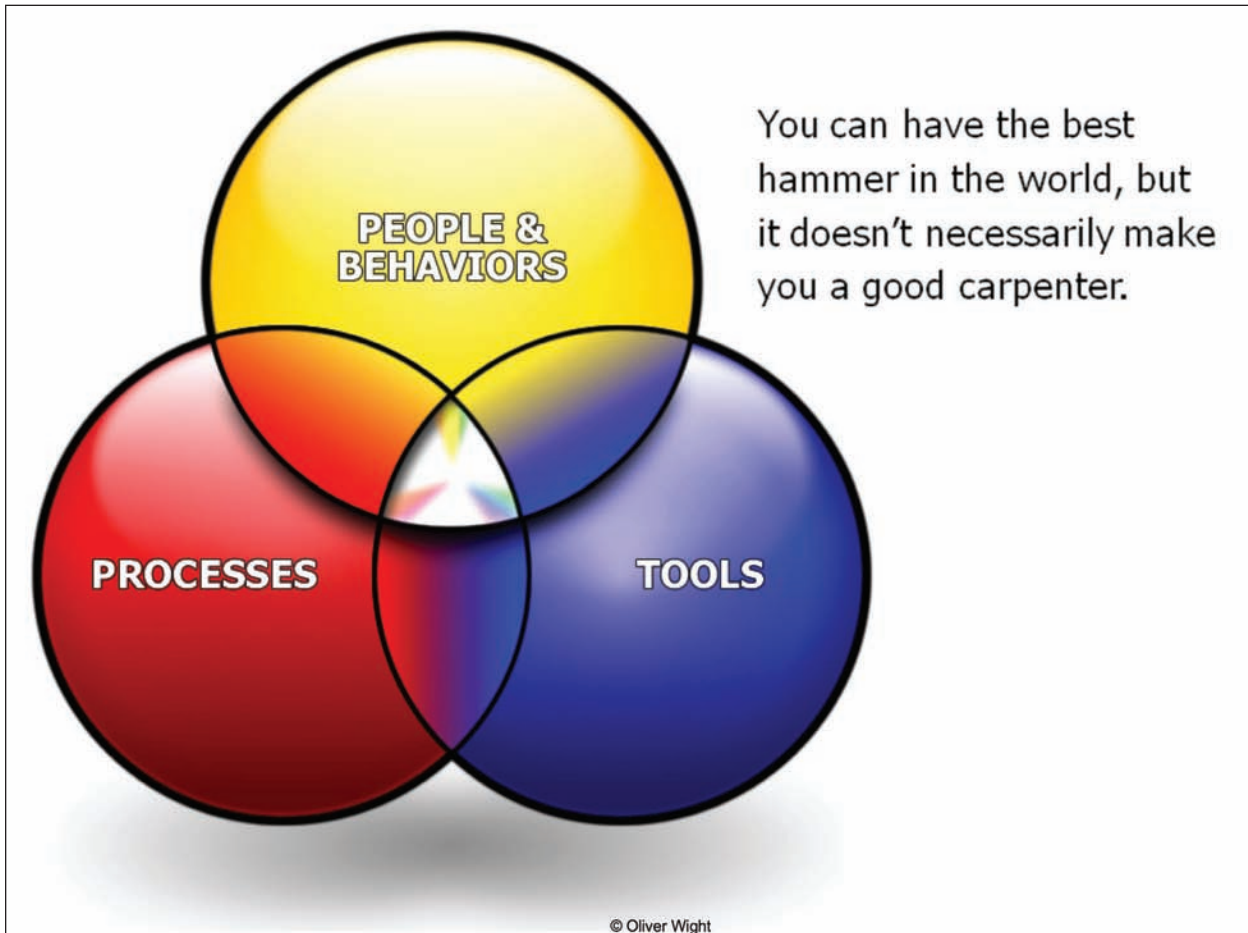 PEOPLE &
BEHAVIORS
You can have the best
hammer in the world, but
it doesn't necessarily make
you a good carpenter.
PROCESSES
TOOLS
© Oliver Wight